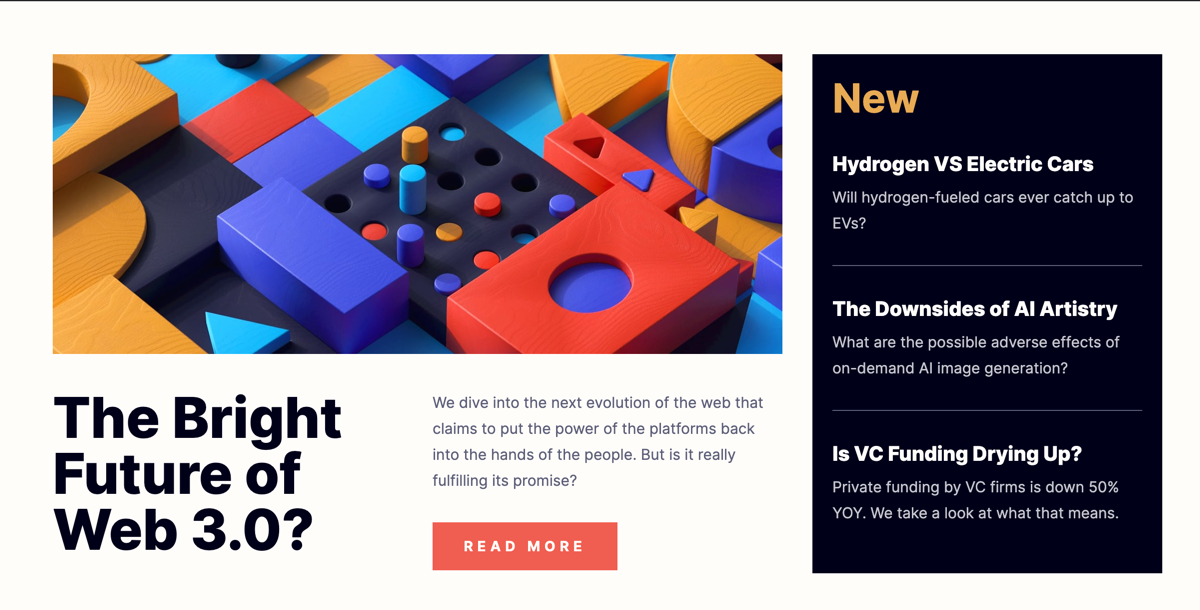 The Bright
Future of
Web 3.0?
We dive into the next evolution of the web that
claims to put the power of the platforms back
into the hands of the people. But is it really
fulfilling its promise?
READ MORE
New
Hydrogen VS Electric Cars
Will hydrogen-fueled cars ever catch up to
EVs?
The Downsides of AI Artistry
What are the possible adverse effects of
on-demand AI image generation?
Is VC Funding Drying Up?
Private funding by VC firms is down 50%
YOY. We take a look at what that means.